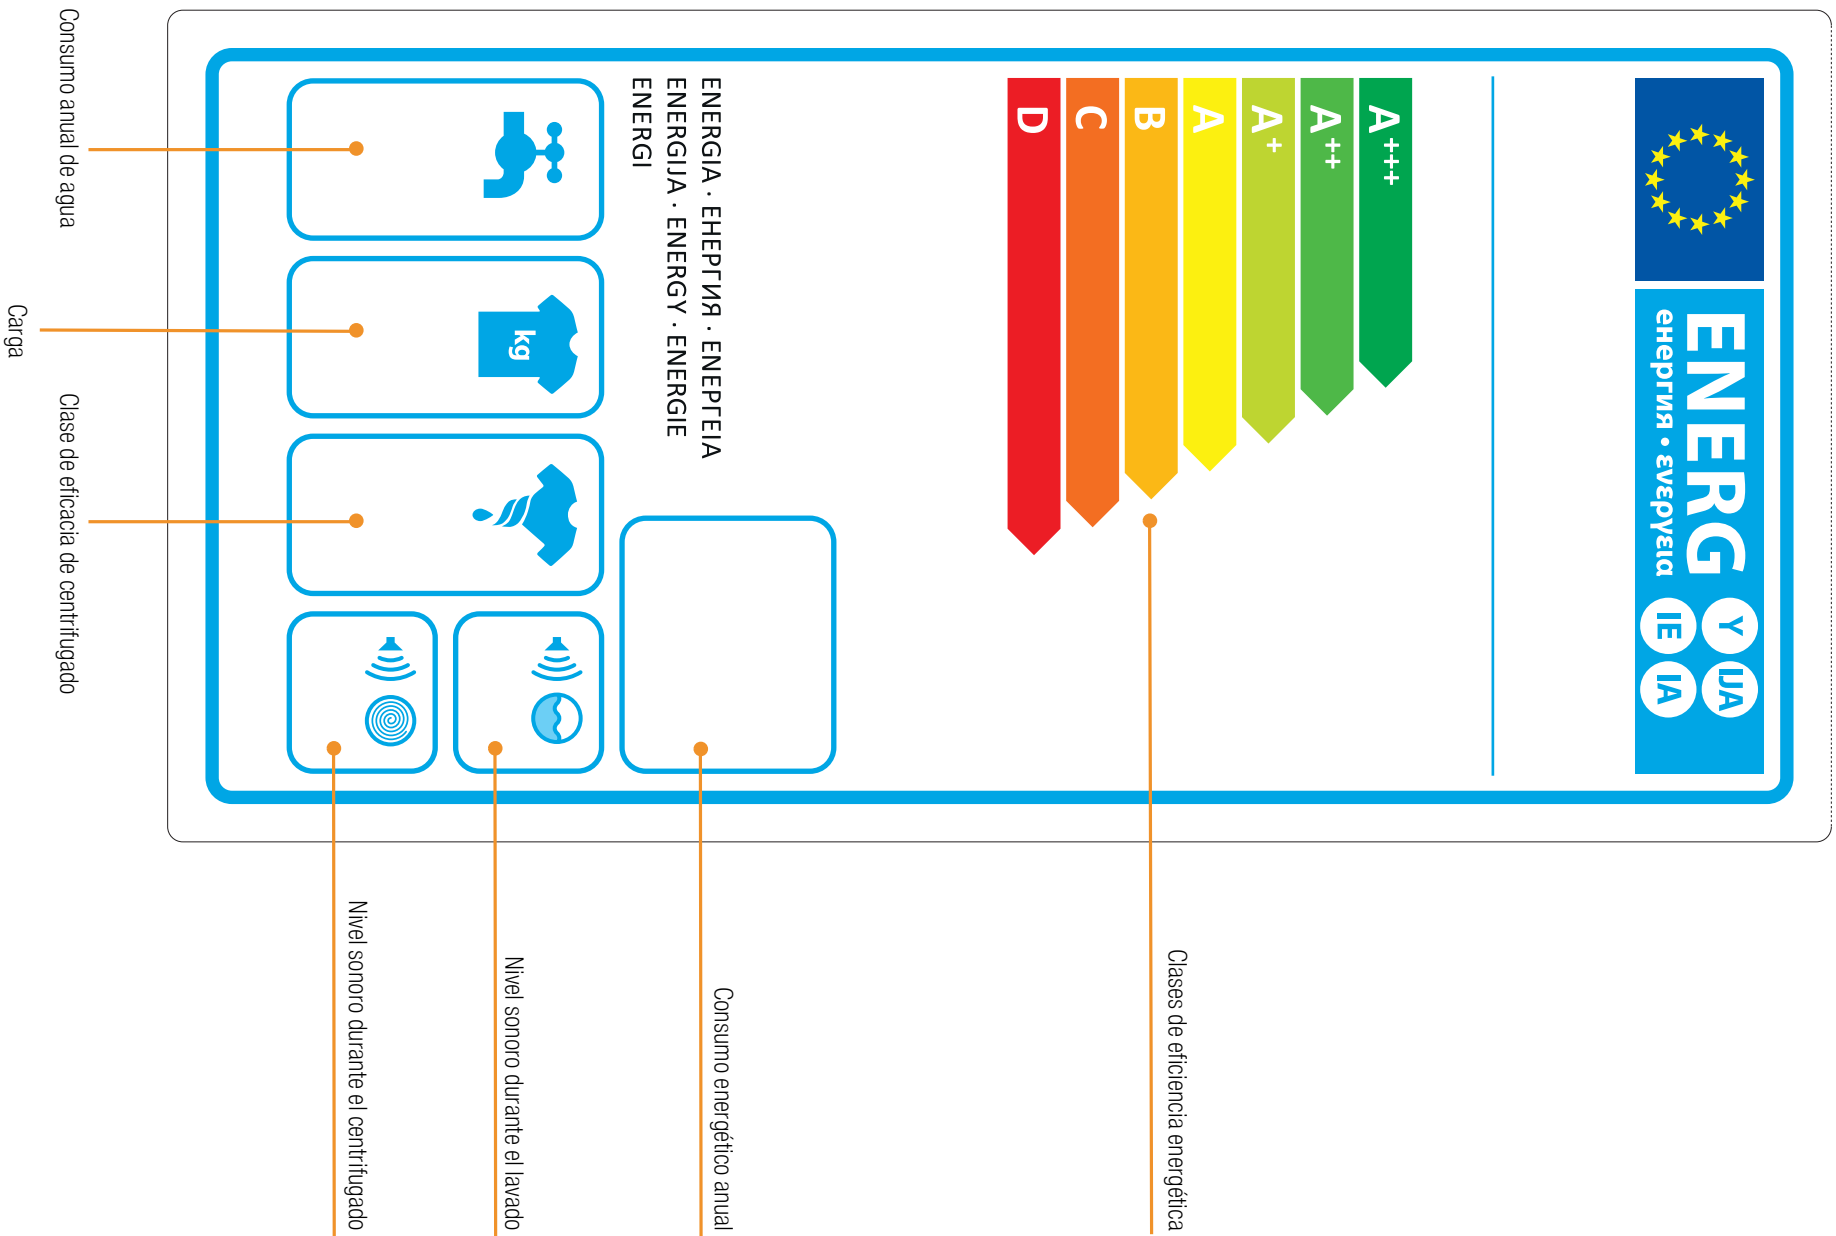 ENERG
енергия · ενεργεια
Y
IJA
IE
IA
A+++
A++
A+
A
B
C
D
Clases de eficiencia energética
ENERGIA · ЕНЕРГИЯ · ΕΝΕΡΓΕΙΑ
ENERGIJA · ENERGY · ENERGIE
ENERGI
Consumo energético anual
kg
Nivel sonoro durante el lavado
Nivel sonoro durante el centrifugado
Consumo anual de agua
Carga
Clase de eficacia de centrifugado